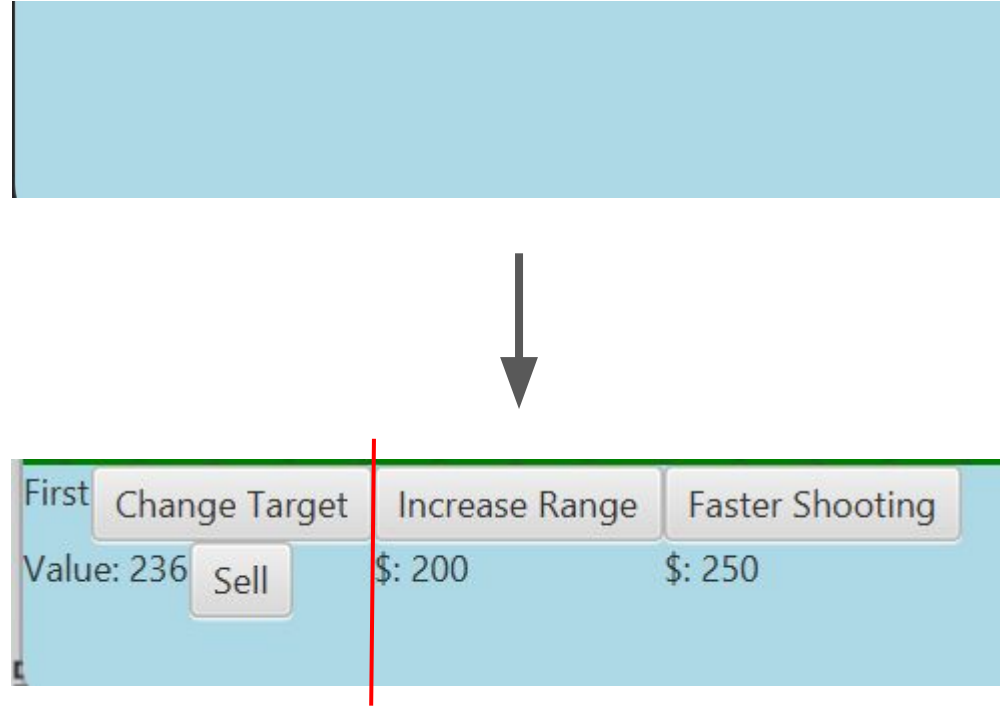 First Change Target Increase Range Faster Shooting
Value: 236 Sell $: 200 $: 250